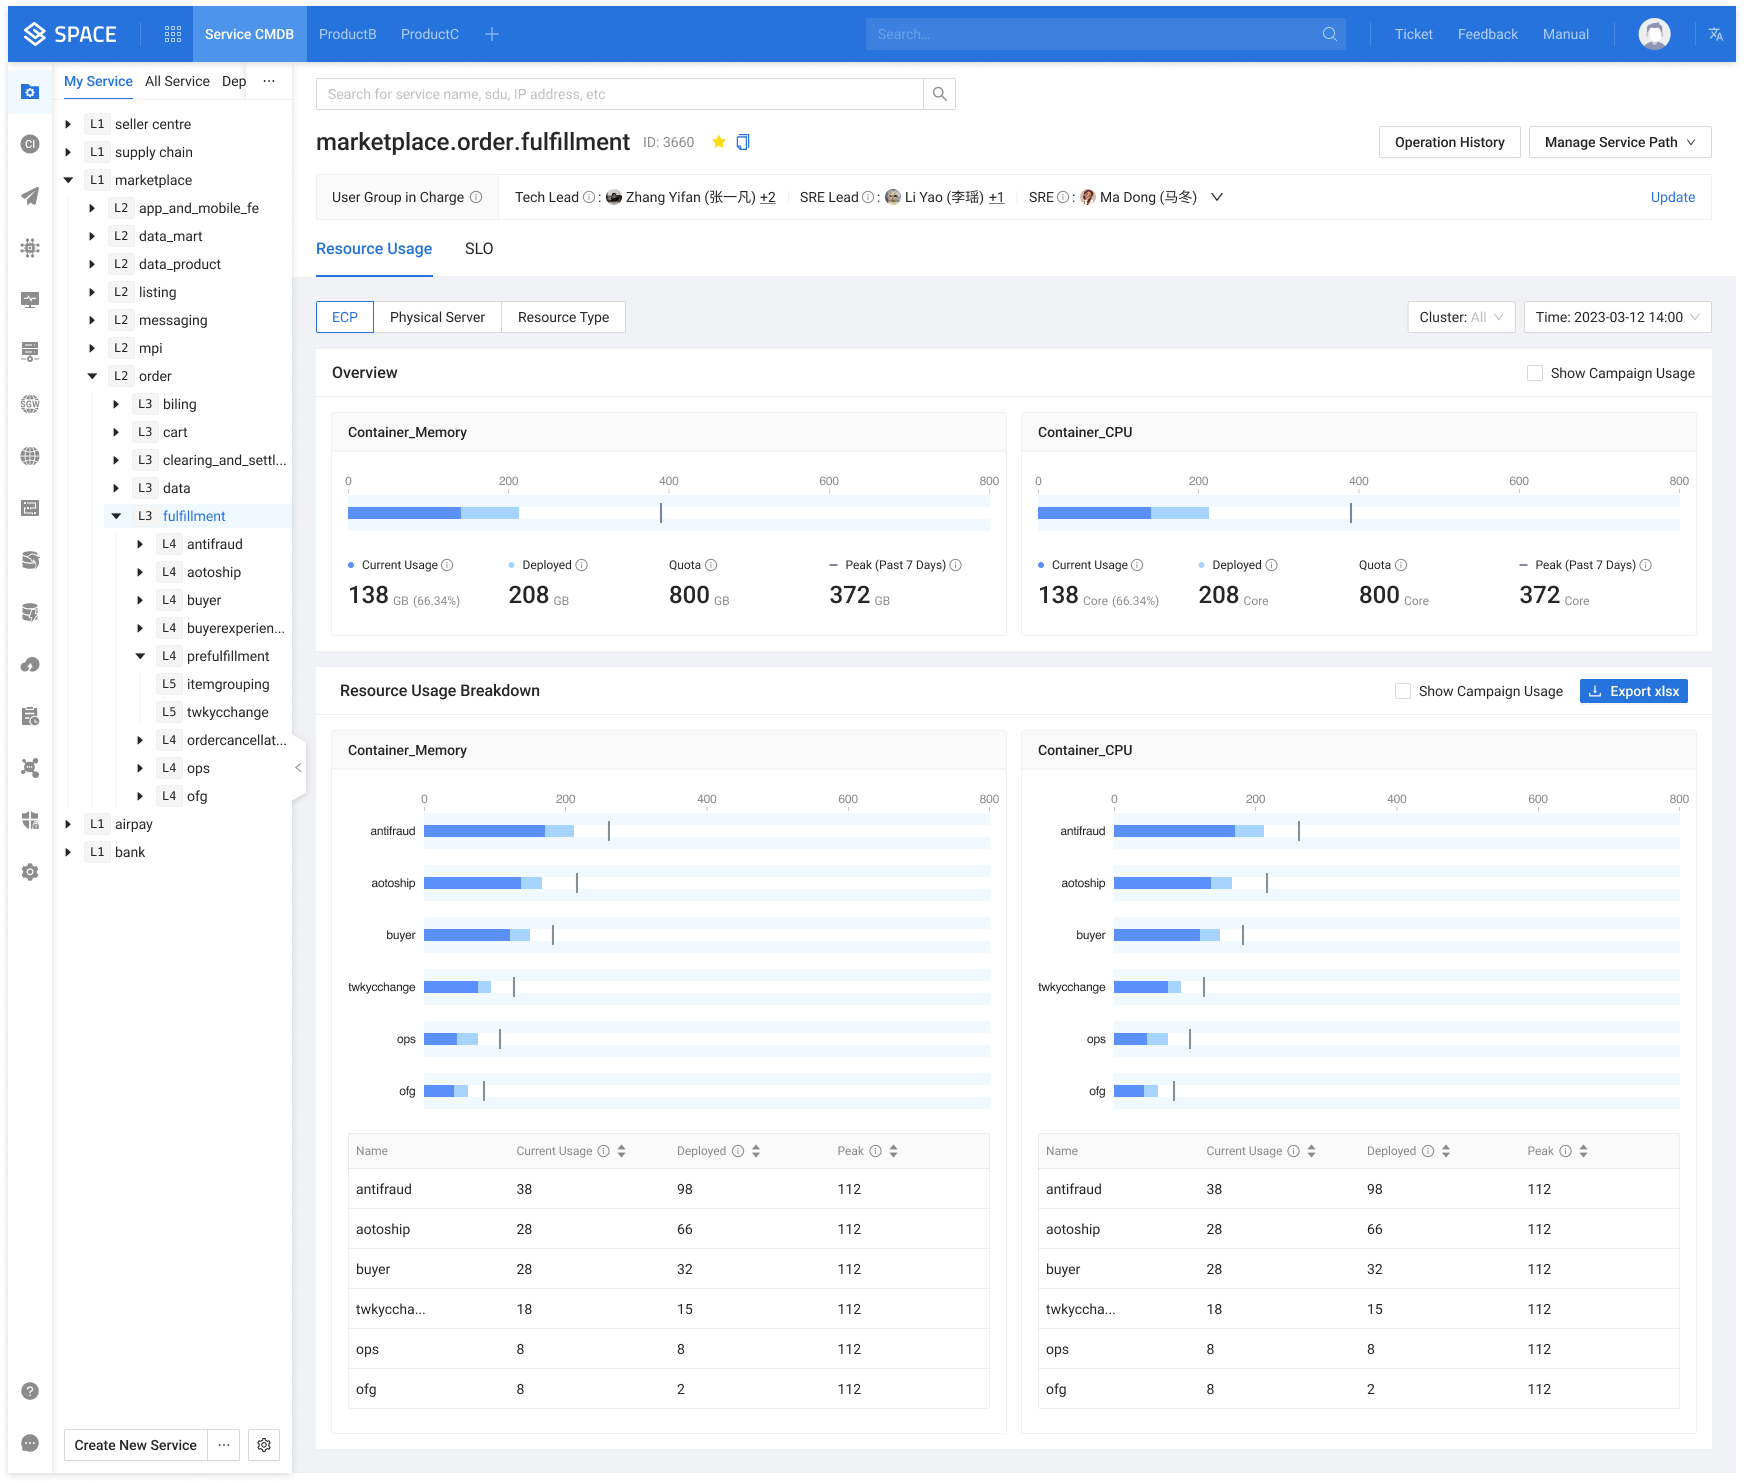 SPACE
Service CMDB ProductB ProductC
Search...
Ticket Feedback Manual
My Service All Service Dep ...
CI
SGW
L1 seller centre
L1 supply chain
L1 marketplace
L2 app_and_mobile_fe
L2 data_mart
L2 data_product
L2 listing
L2 messaging
L2 mpi
L2 order
L3 biling
L3 cart
L3 clearing_and_settl...
L3 data
L3 fulfillment
L4 antifraud
L4 aotoship
L4 buyer
L4 buyerexperien...
L4 prefulfillment
L5 itemgrouping
L5 twkycchange
L4 ordercancellat...
L4 ops
L4 ofg
L1 airpay
L1 bank
Create New Service ...
Search for service name, sdu, IP address, etc
marketplace.order.fulfillment ID: 3660
Operation History Manage Service Path
User Group in Charge Tech Lead : Zhang Yifan (张一凡) +2 SRE Lead : Li Yao (李瑶) +1 SRE : Ma Dong (马冬) Update
Resource Usage SLO
ECP Physical Server Resource Type
Cluster: All Time: 2023-03-12 14:00
Overview Show Campaign Usage
Container_Memory
0 200 400 600 800
Current Usage Deployed Quota Peak (Past 7 Days)
138 GB (66.34%) 208 GB 800 GB 372 GB
Container_CPU
0 200 400 600 800
Current Usage Deployed Quota Peak (Past 7 Days)
138 Core (66.34%) 208 Core 800 Core 372 Core
Resource Usage Breakdown Show Campaign Usage Export xlsx
Container_Memory
0 200 400 600 800
antifraud
aotoship
buyer
twkycchange
ops
ofg
Name Current Usage Deployed Peak
antifraud 38 98 112
aotoship 28 66 112
buyer 28 32 112
twkyccha... 18 15 112
ops 8 8 112
ofg 8 2 112
Container_CPU
0 200 400 600 800
antifraud
aotoship
buyer
twkycchange
ops
ofg
Name Current Usage Deployed Peak
antifraud 38 98 112
aotoship 28 66 112
buyer 28 32 112
twkyccha... 18 15 112
ops 8 8 112
ofg 8 2 112